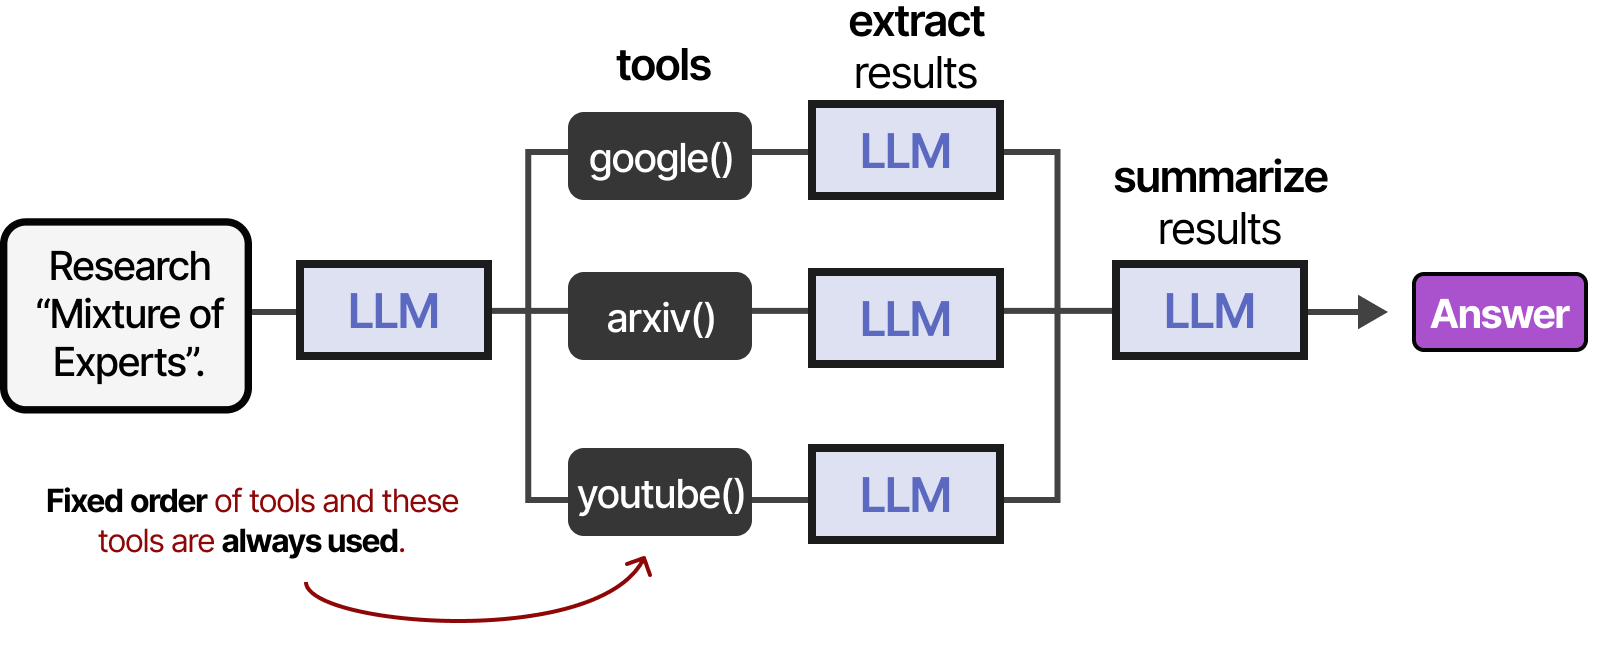 Research
“Mixture of
Experts”.
LLM
tools
google()
arxiv()
youtube()
extract
results
LLM
LLM
LLM
summarize
results
LLM
Answer
Fixed order of tools and these
tools are always used.